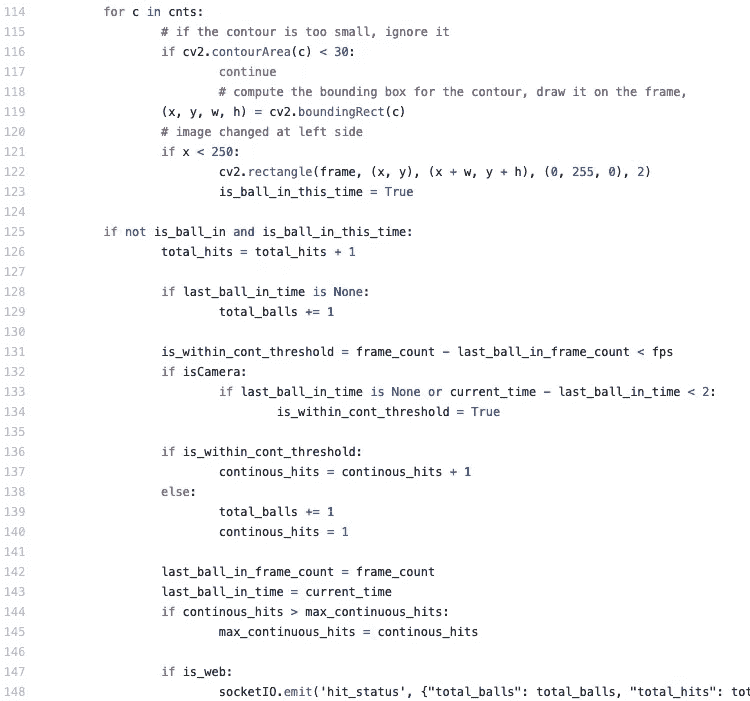 114 for c in cnts:
115 # if the contour is too small, ignore it
116 if cv2.contourArea(c) < 30:
117 continue
118 # compute the bounding box for the contour, draw it on the frame,
119 (x, y, w, h) = cv2.boundingRect(c)
120 # image changed at left side
121 if x < 250:
122 cv2.rectangle(frame, (x, y), (x + w, y + h), (0, 255, 0), 2)
123 is_ball_in_this_time = True
124
125 if not is_ball_in and is_ball_in_this_time:
126 total_hits = total_hits + 1
127
128 if last_ball_in_time is None:
129 total_balls += 1
130
131 is_within_cont_threshold = frame_count - last_ball_in_frame_count < fps
132 if isCamera:
133 if last_ball_in_time is None or current_time - last_ball_in_time < 2:
134 is_within_cont_threshold = True
135
136 if is_within_cont_threshold:
137 continous_hits = continous_hits + 1
138 else:
139 total_balls += 1
140 continous_hits = 1
141
142 last_ball_in_frame_count = frame_count
143 last_ball_in_time = current_time
144 if continous_hits > max_continuous_hits:
145 max_continuous_hits = continous_hits
146
147 if is_web:
148 socketIO.emit('hit_status', {"total_balls": total_balls, "total_hits": tot